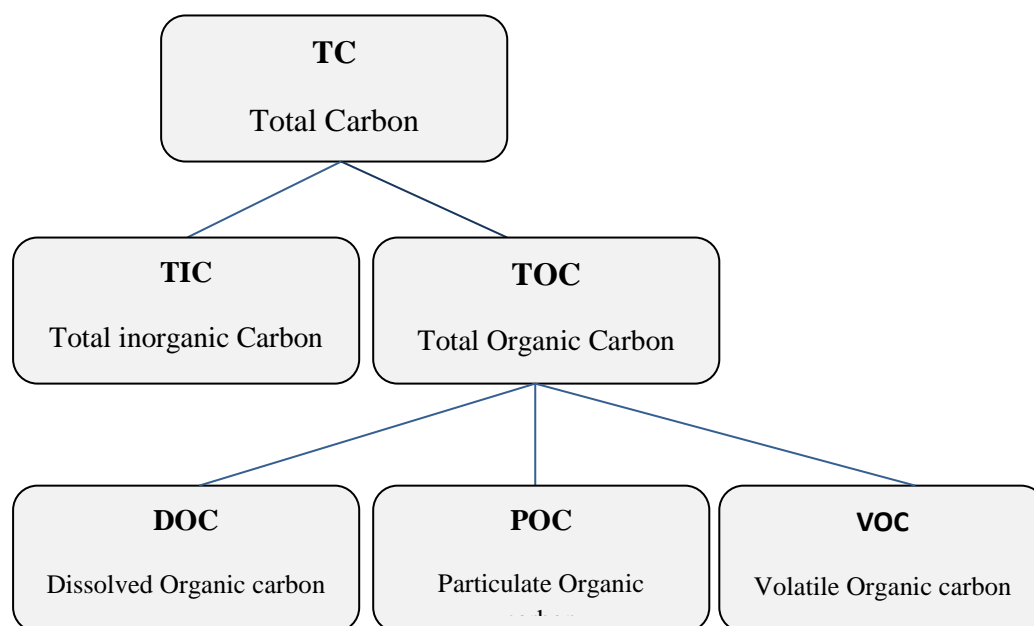 TC
Total Carbon
TIC
Total inorganic Carbon
TOC
Total Organic Carbon
DOC
Dissolved Organic carbon
POC
Particulate Organic
VOC
Volatile Organic carbon